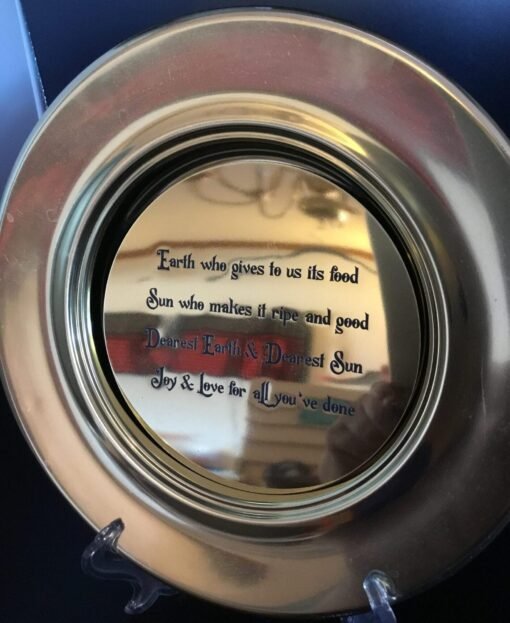 Earth who gives to us its food
Sun who makes it ripe and good
Dearest Earth & Dearest Sun
Joy & Love for all you've done